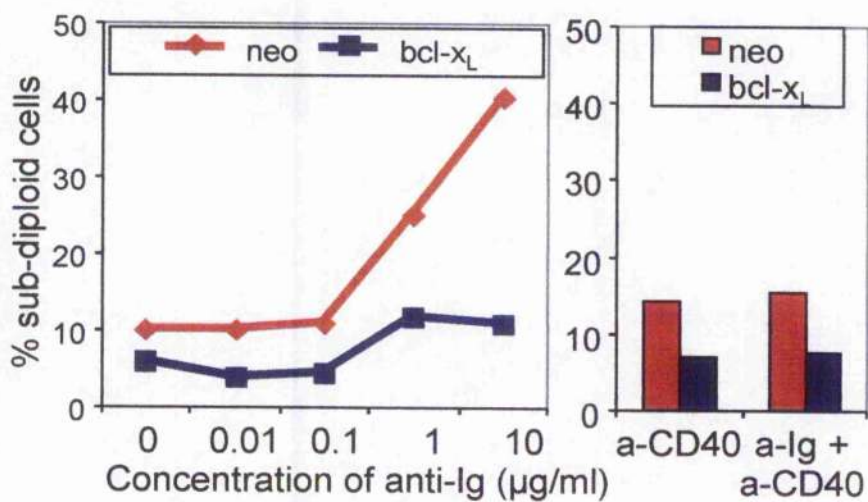 % sub-diploid cells
50
40
30
20
10
0
neo bcl-xL
0 0.01 0.1 1 10
Concentration of anti-Ig (µg/ml)
50
40
30
20
10
0
neo
bcl-xL
a-CD40 a-Ig +
a-CD40